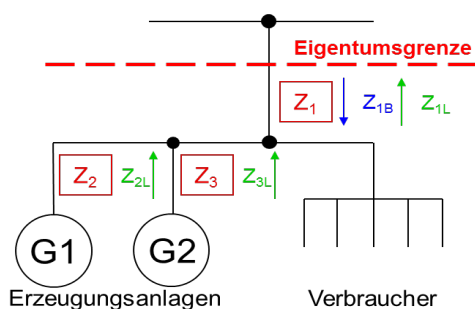 Eigentumsgrenze
Z1 Z1B Z1L
Z2 Z2L Z3 Z3L
G1 G2
Erzeugungsanlagen Verbraucher